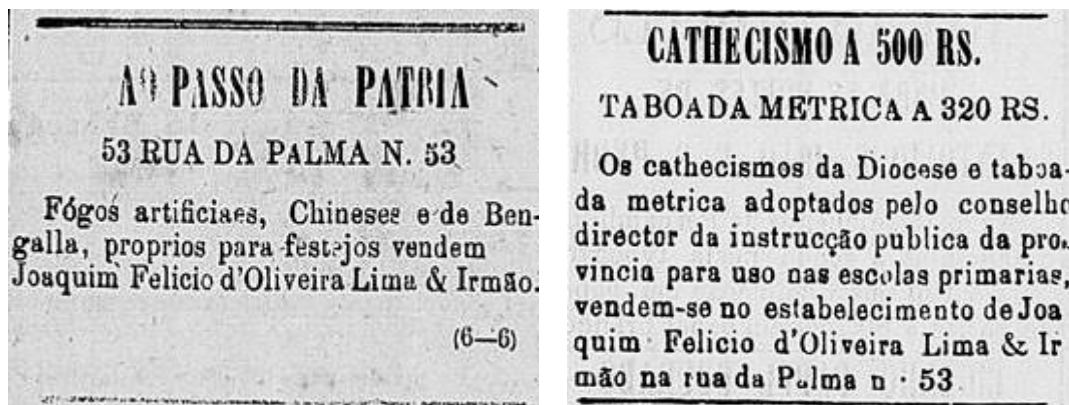 Aº PASSO DA PATRIA
53 RUA DA PALMA N. 53
Fógos artificiaes, Chineses e de Ben-
galla, proprios para festejos vendem
Joaquim Felicio d'Oliveira Lima & Irmão.
(6—6)
CATHECISMO A 500 RS.
TABOADA METRICA A 320 RS.
Os cathecismos da Diocese e taboa-
da metrica adoptados pelo conselho
director da instrucção publica da pro-
vincia para uso nas escolas primarias,
vendem-se no estabelecimento de Joa
quim Felicio d'Oliveira Lima & Ir
mão na rua da Palma n. 53.